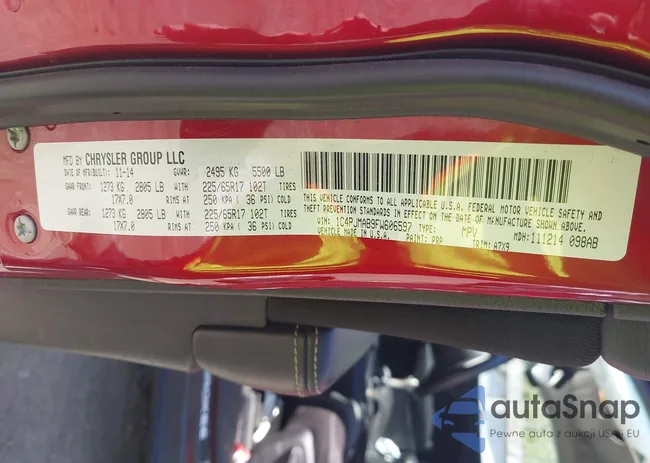 MFD BY CHRYSLER GROUP LLC
DATE OF MFR(BUILT): 11-14 GVWR: 2495 KG 5500 LB
GAWR FRONT: 1273 KG 2805 LB WITH 225/65R17 102T TIRES
17X7.0 RIMS AT 250 KPA ( 36 PSI) COLD
GAWR REAR: 1273 KG 2805 LB WITH 225/65R17 102T TIRES
17X7.0 RIMS AT 250 KPA ( 36 PSI) COLD
THIS VEHICLE CONFORMS TO ALL APPLICABLE U.S.A. FEDERAL MOTOR VEHICLE SAFETY AND
THEFT PREVENTION STANDARDS IN EFFECT ON THE DATE OF MANUFACTURE SHOWN ABOVE.
VIN: 1C4PJMAB9FW606597 TYPE: MPV MDH: 111214 098AB
VEHICLE MADE IN U.S.A. PAINT: PRP TRIM: A7X9
autaSnap
Pewne auta z aukcji USA i EU